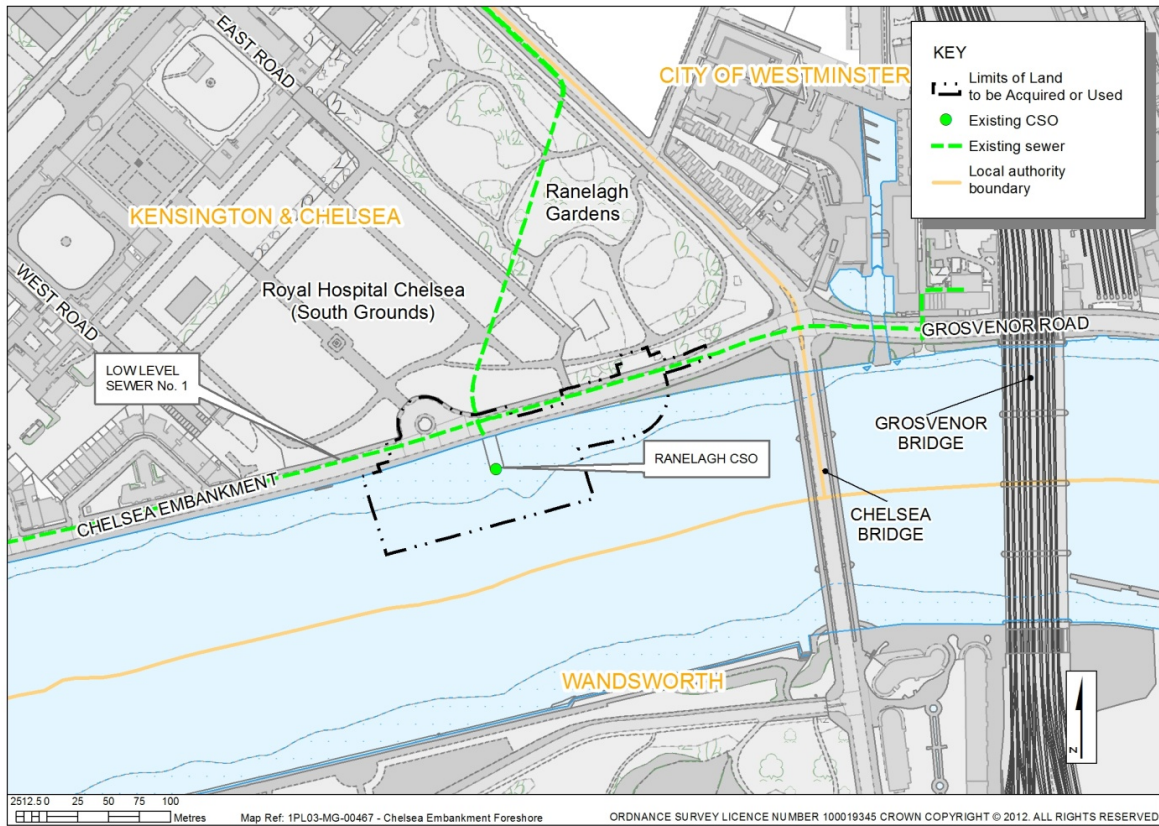 EAST ROAD
CITY OF WESTMINSTER
KEY
Limits of Land
to be Acquired or Used
Existing CSO
Existing sewer
Local authority
boundary
Ranelagh
Gardens
KENSINGTON & CHELSEA
WEST ROAD
Royal Hospital Chelsea
(South Grounds)
GROSVENOR ROAD
LOW LEVEL
SEWER No. 1
GROSVENOR
BRIDGE
RANELAGH CSO
CHELSEA EMBANKMENT
CHELSEA
BRIDGE
WANDSWORTH
N
2512.5 0 25 50 75 100
Metres
Map Ref: 1PL03-MG-00467 - Chelsea Embankment Foreshore
ORDNANCE SURVEY LICENCE NUMBER 100019345 CROWN COPYRIGHT © 2012. ALL RIGHTS RESERVED